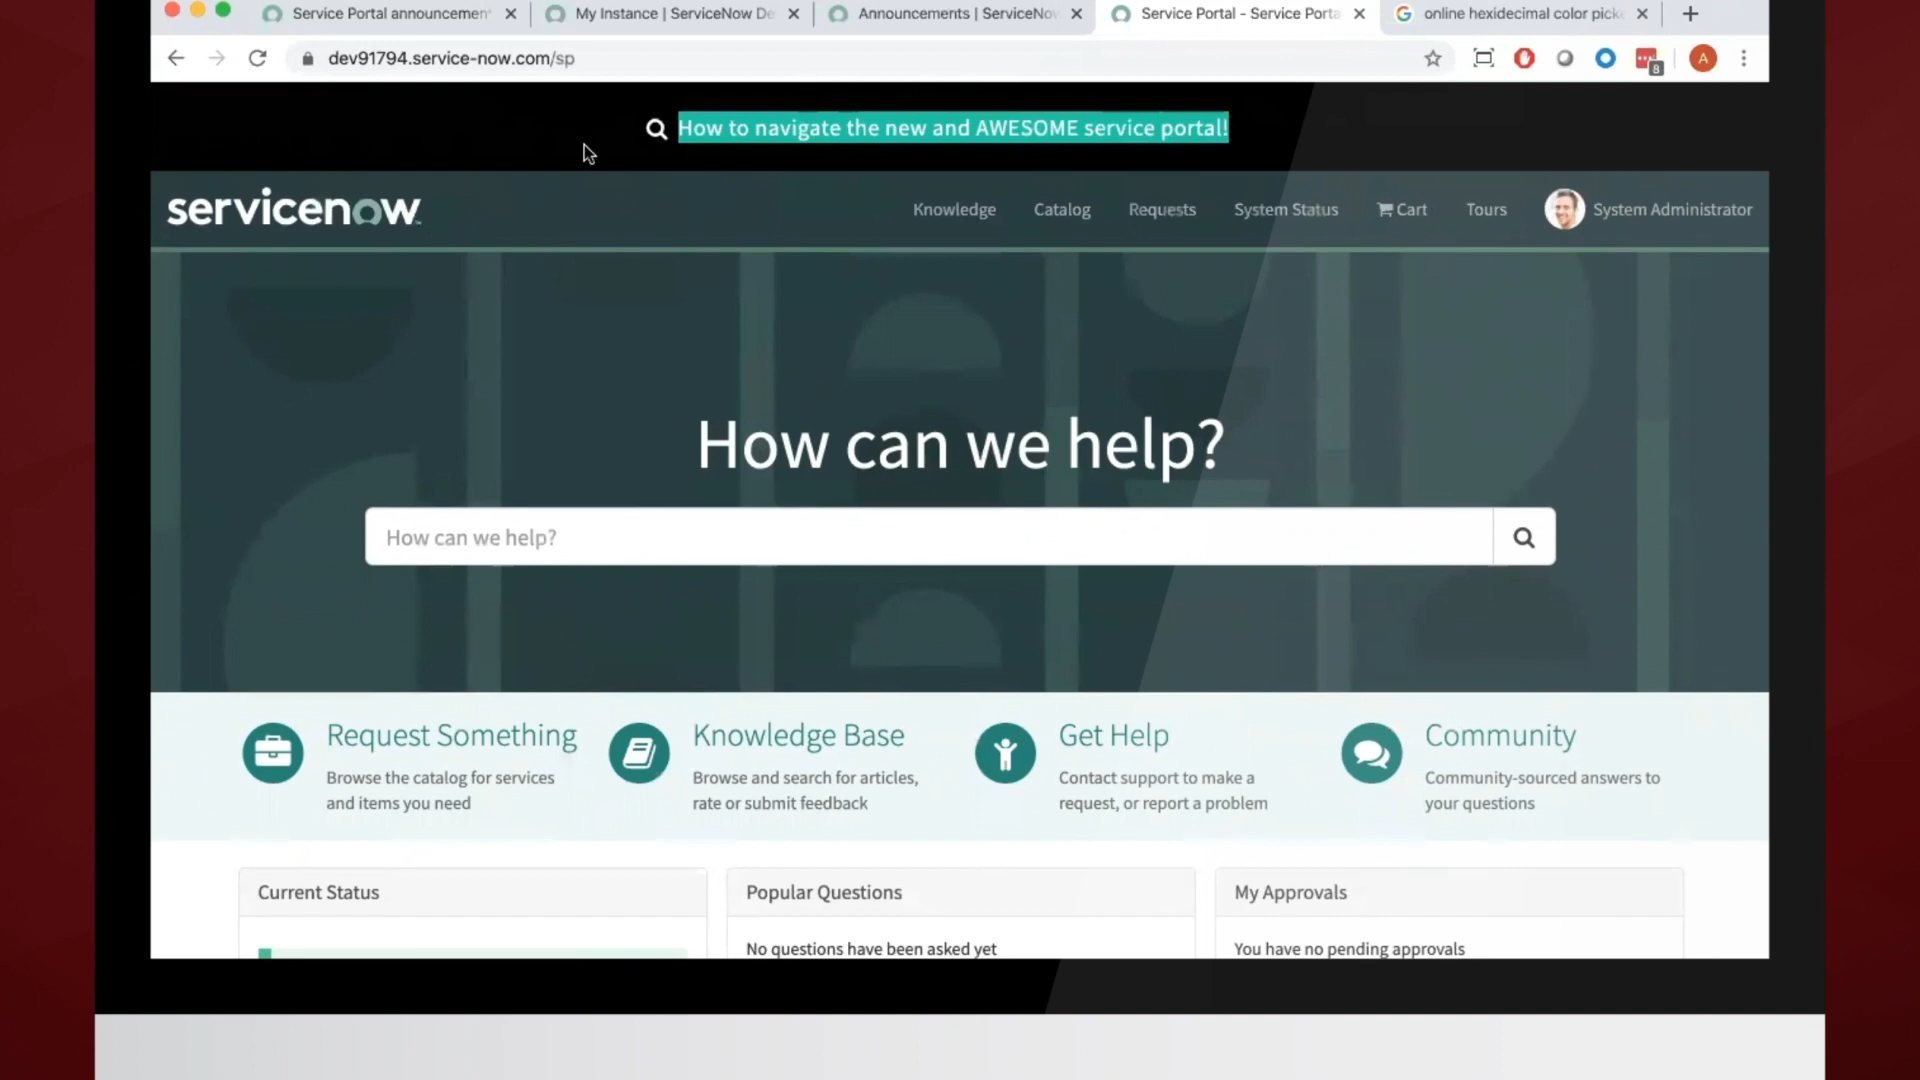 Service Portal announcement
My Instance | ServiceNow De
Announcements | ServiceNow
Service Portal - Service Porta
online hexidecimal color picke
dev91794.service-now.com/sp
8
A
How to navigate the new and AWESOME service portal!
servicenow
Knowledge
Catalog
Requests
System Status
Cart
Tours
System Administrator
How can we help?
How can we help?
Request Something
Browse the catalog for services
and items you need
Knowledge Base
Browse and search for articles,
rate or submit feedback
Get Help
Contact support to make a
request, or report a problem
Community
Community-sourced answers to
your questions
Current Status
Popular Questions
No questions have been asked yet
My Approvals
You have no pending approvals